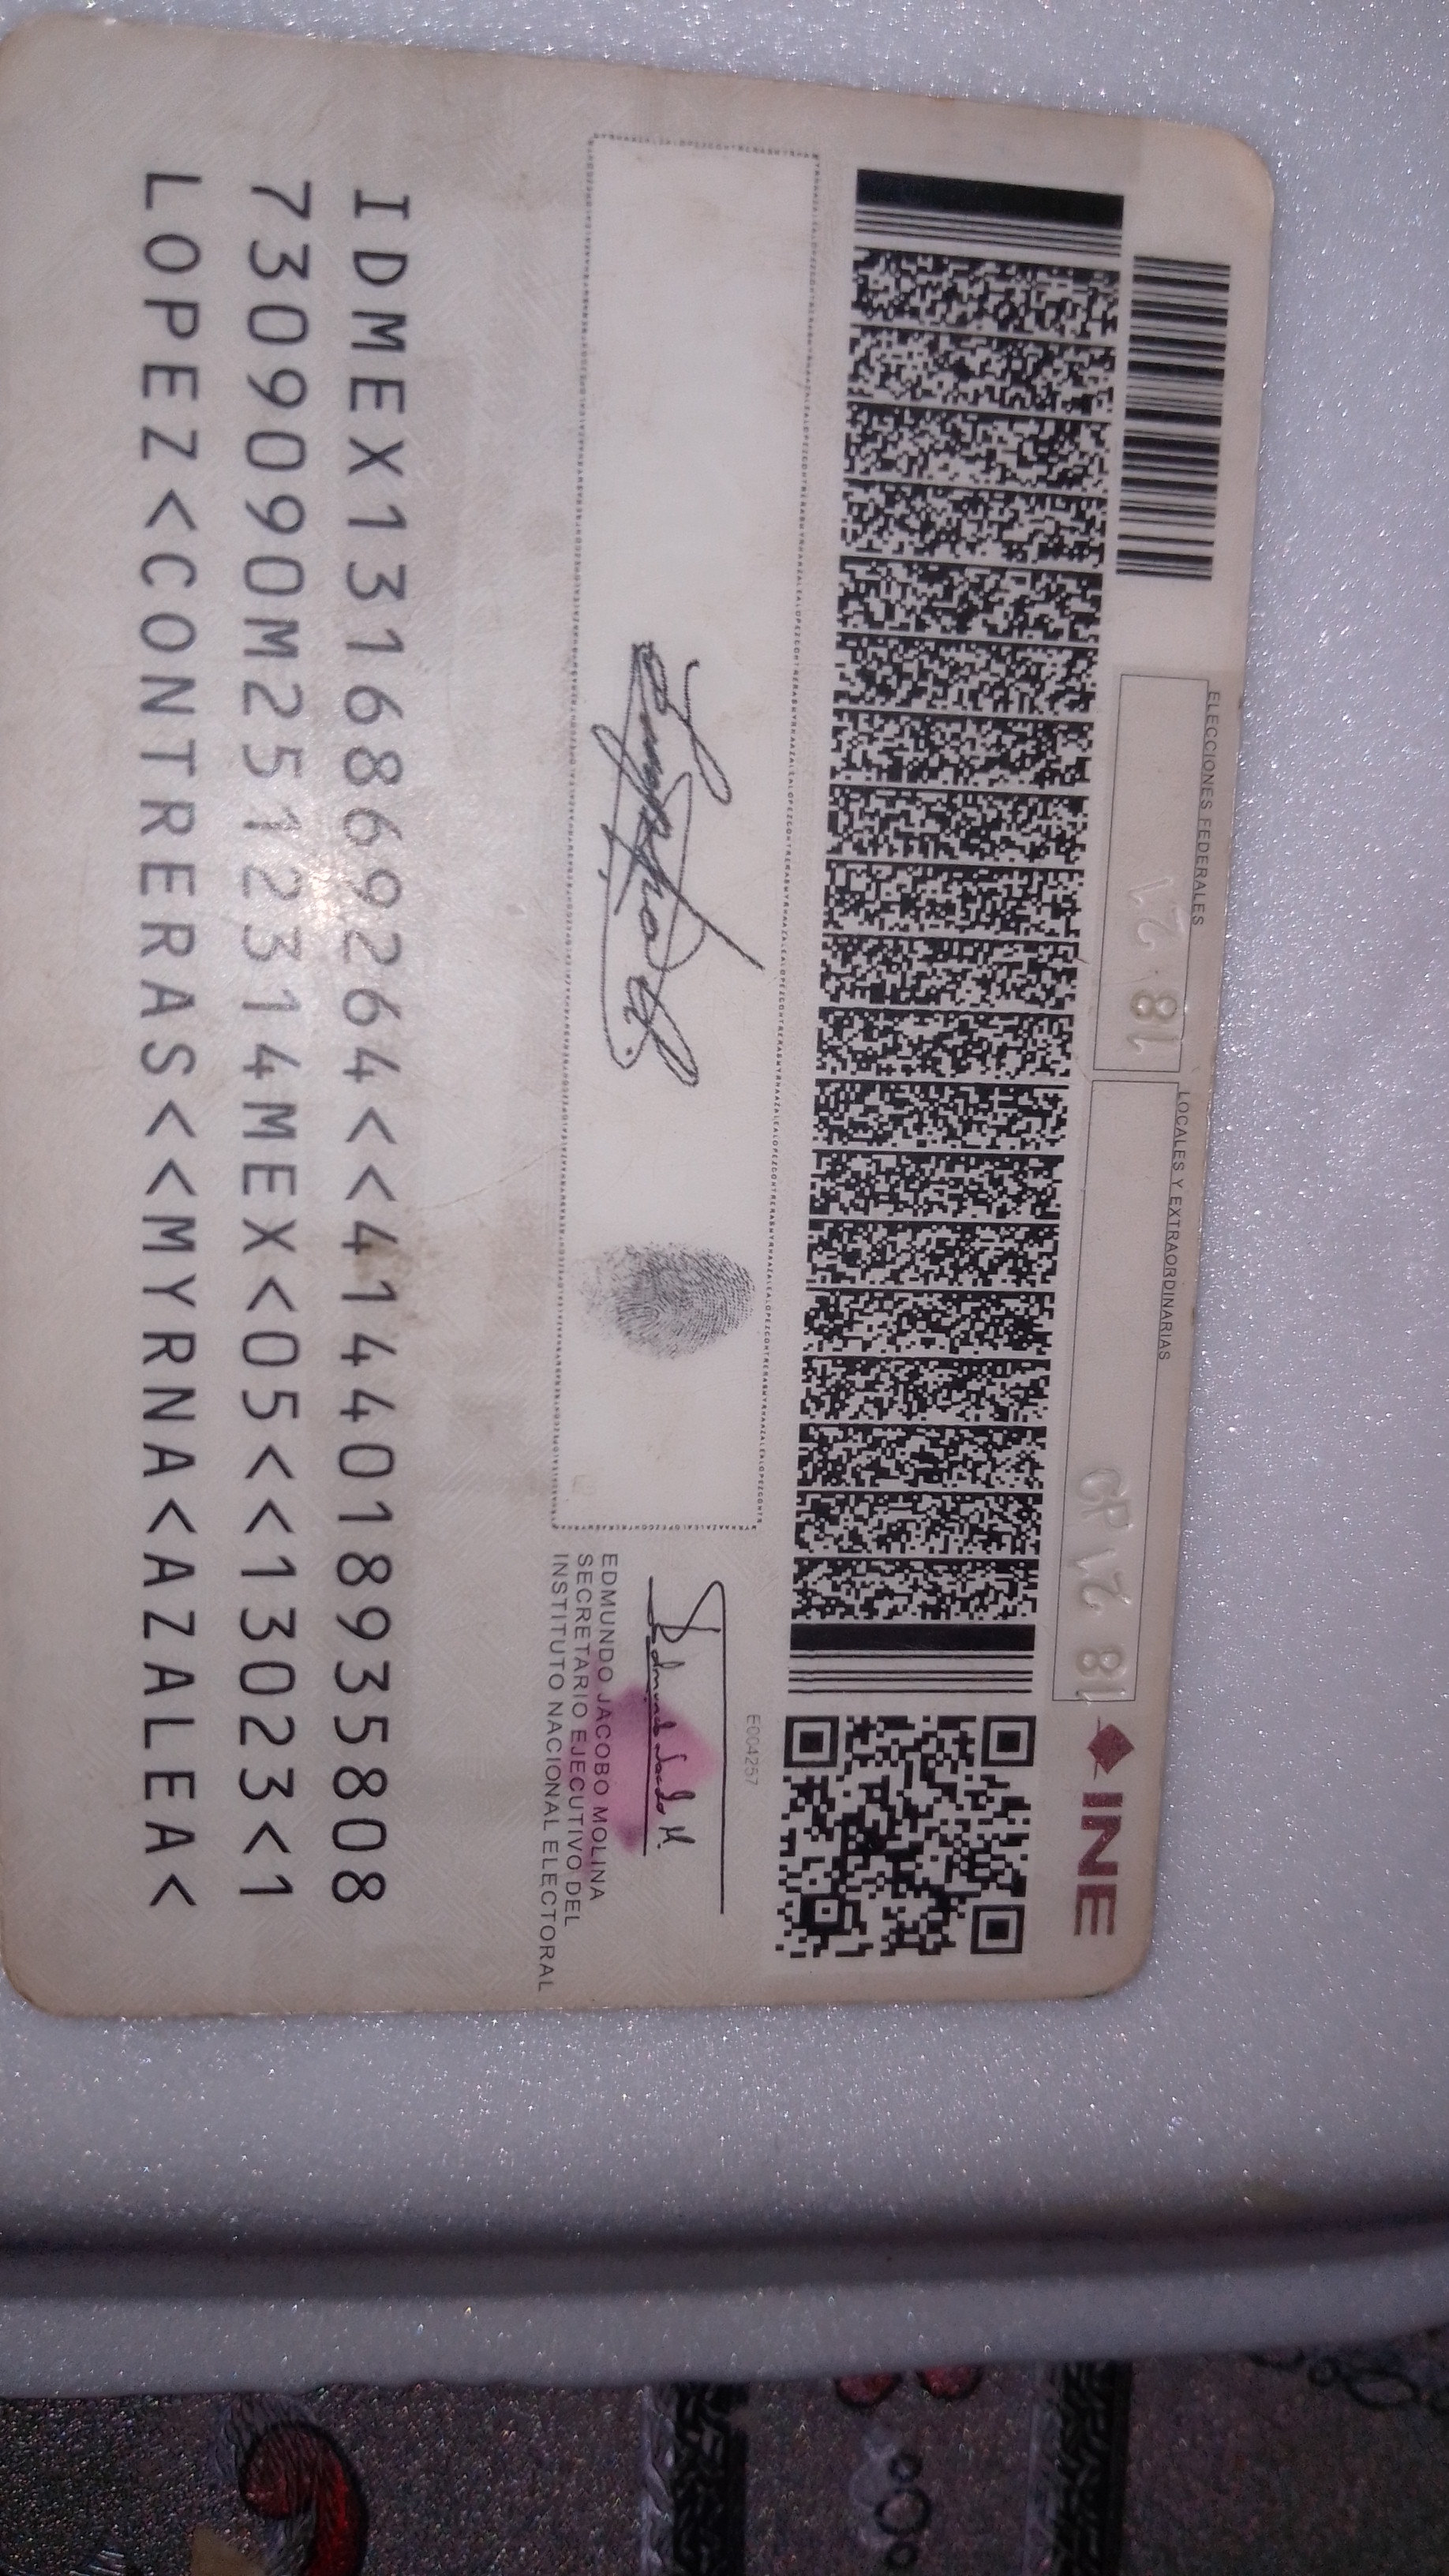 ELECCIONES FEDERALES
LOCALES Y EXTRAORDINARIAS
INE
E004257
EDMUNDO JACOBO MOLINA
SECRETARIO EJECUTIVO DEL
INSTITUTO NACIONAL ELECTORAL
IDMEX1316869264<<4144018935808
7309090M2512314MEX<05<<13023<1
LOPEZ<CONTRERAS<<MYRNA<AZALEA<